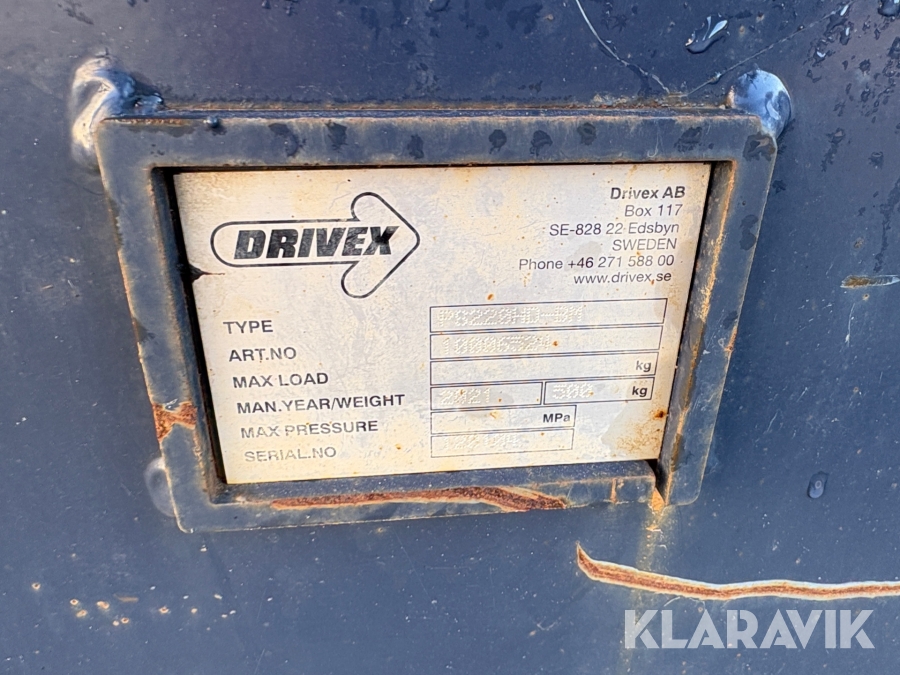 DRIVEX
Drivex AB
Box 117
SE-828 22 Edsbyn
SWEDEN
Phone +46 271 588 00
www.drivex.se
TYPE
ART.NO
MAX LOAD kg
MAN.YEAR/WEIGHT 2021 500 kg
MAX PRESSURE MPa
SERIAL.NO
KLARAVIK